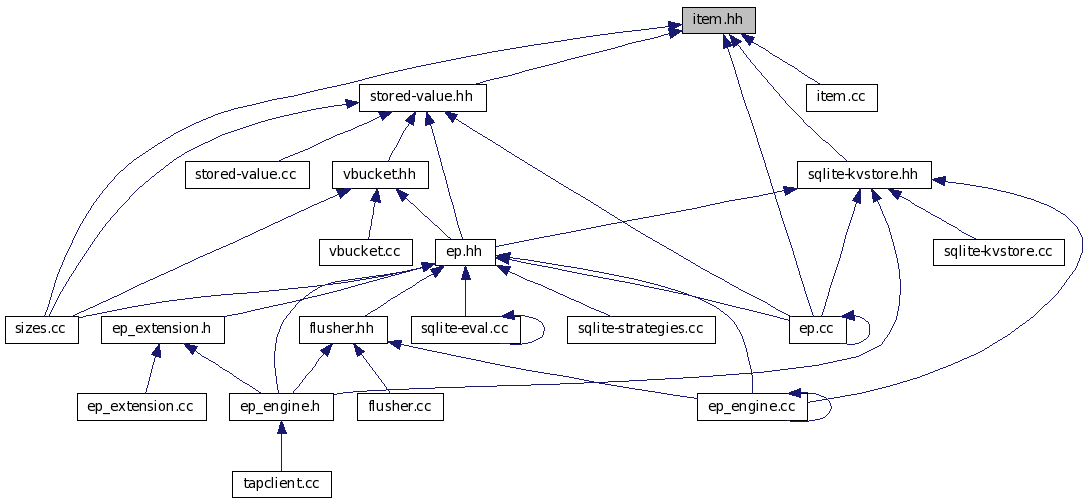 item.hh
stored-value.hh
item.cc
stored-value.cc
vbucket.hh
sqlite-kvstore.hh
vbucket.cc
ep.hh
sqlite-kvstore.cc
sizes.cc
ep_extension.h
flusher.hh
sqlite-eval.cc
sqlite-strategies.cc
ep.cc
ep_extension.cc
ep_engine.h
flusher.cc
ep_engine.cc
tapclient.cc